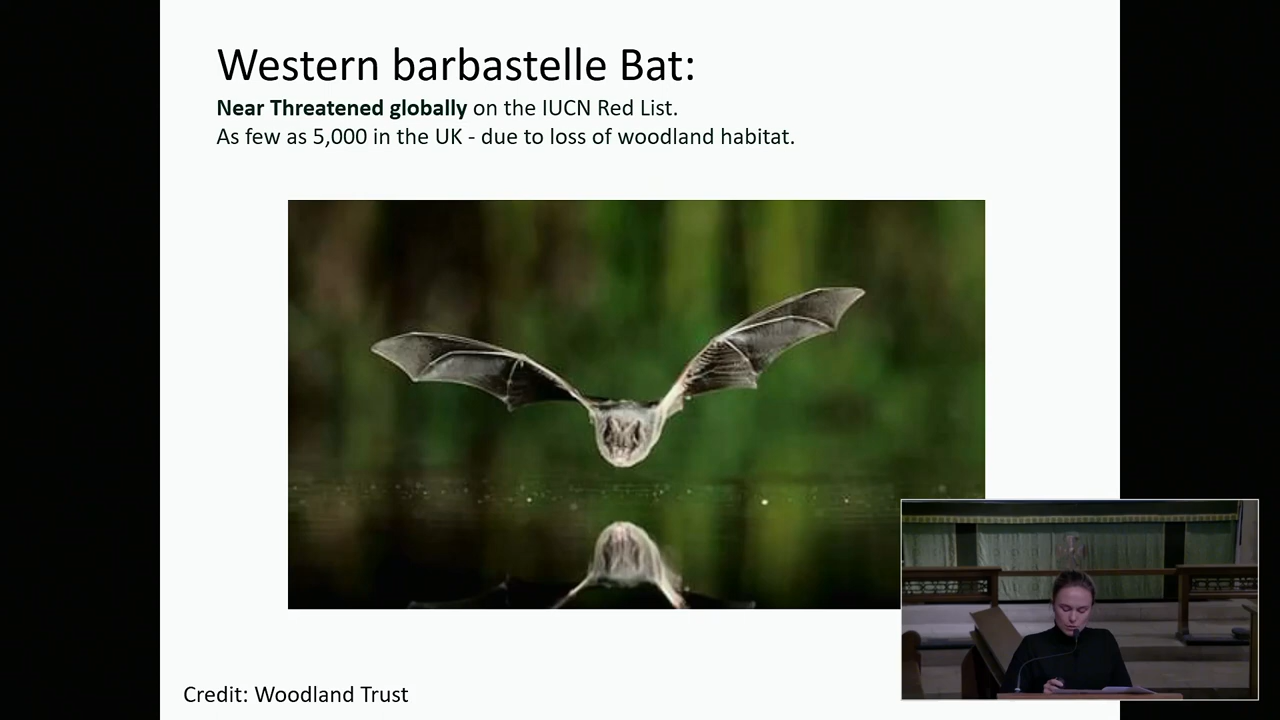 Western barbastelle Bat:
Near Threatened globally on the IUCN Red List.
As few as 5,000 in the UK - due to loss of woodland habitat.
Credit: Woodland Trust